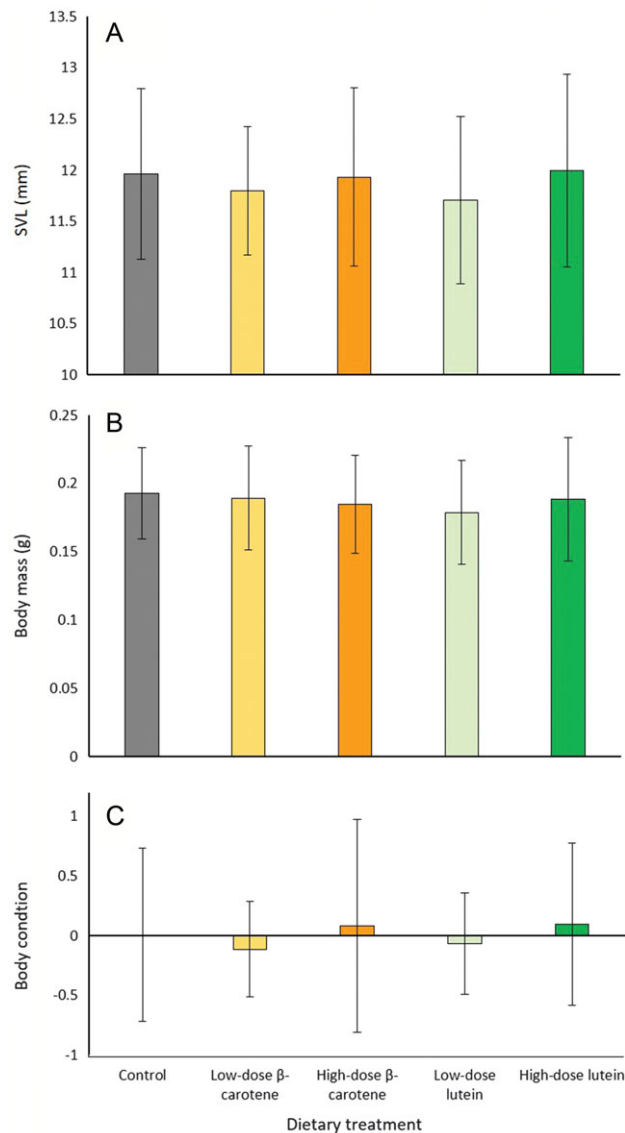 A
13.5
13
12.5
12
11.5
11
10.5
10
SVL (mm)
B
0.25
0.2
0.15
0.1
0.05
0
Body mass (g)
C
1
0.5
0
-0.5
-1
Body condtion
Control
Low-dose β-
carotene
High-dose β-
carotene
Low-dose
lutein
High-dose lutein
Dietary treatment